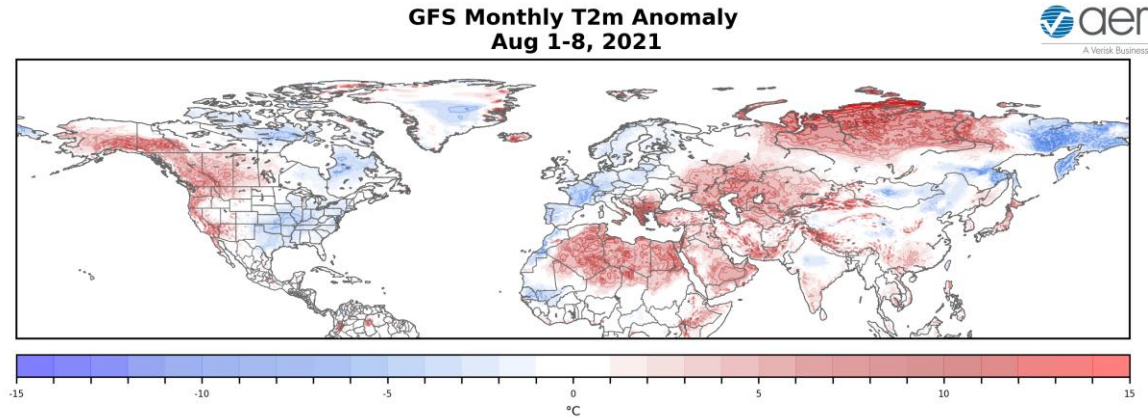 GFS Monthly T2m Anomaly
Aug 1-8, 2021
aer
A Verisk Business
-15 -10 -5 0 5 10 15
°C